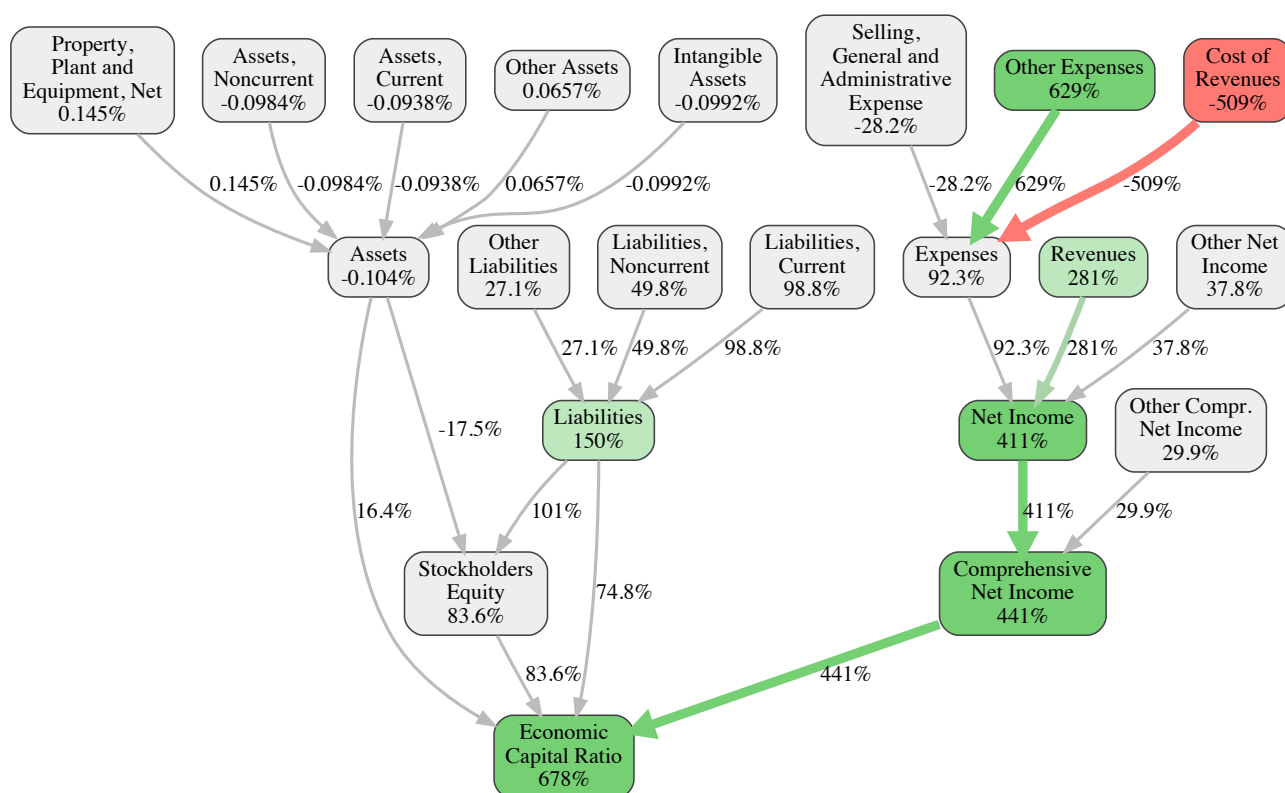 Property,
Plant and
Equipment, Net
0.145%
Assets,
Noncurrent
-0.0984%
Assets,
Current
-0.0938%
Other Assets
0.0657%
Intangible
Assets
-0.0992%
Selling,
General and
Administrative
Expense
-28.2%
Other Expenses
629%
Cost of
Revenues
-509%
0.145%
-0.0984%
-0.0938%
0.0657%
-0.0992%
-28.2%
629%
-509%
Assets
-0.104%
Other
Liabilities
27.1%
Liabilities,
Noncurrent
49.8%
Liabilities,
Current
98.8%
Expenses
92.3%
Revenues
281%
Other Net
Income
37.8%
27.1%
49.8%
98.8%
92.3%
281%
37.8%
-17.5%
Liabilities
150%
Net Income
411%
Other Compr.
Net Income
29.9%
16.4%
101%
411%
29.9%
Stockholders
Equity
83.6%
74.8%
Comprehensive
Net Income
441%
83.6%
441%
Economic
Capital Ratio
678%